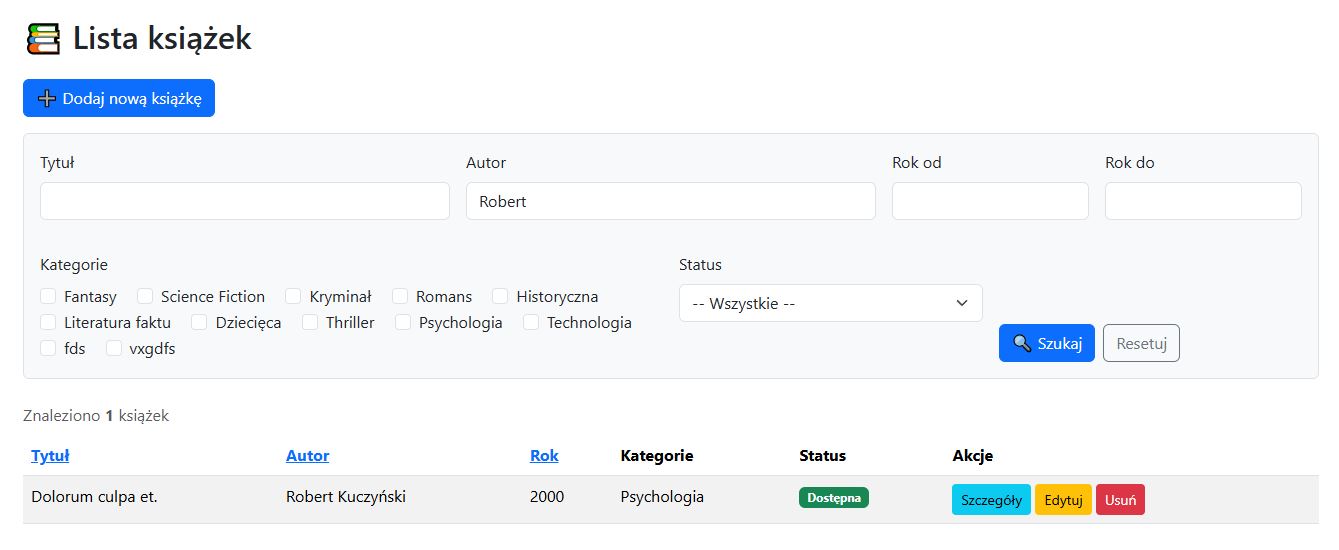 Lista książek
Dodaj nową książkę
Tytuł Autor Rok od Rok do
Robert
Kategorie Status
Fantasy Science Fiction Kryminał Romans Historyczna
-- Wszystkie --
Literatura faktu Dziecięca Thriller Psychologia Technologia
fds vxgdfs
Szukaj Resetuj
Znaleziono 1 książek
Tytuł Autor Rok Kategorie Status Akcje
Dolorum culpa et. Robert Kuczyński 2000 Psychologia Dostępna Szczegóły Edytuj Usuń